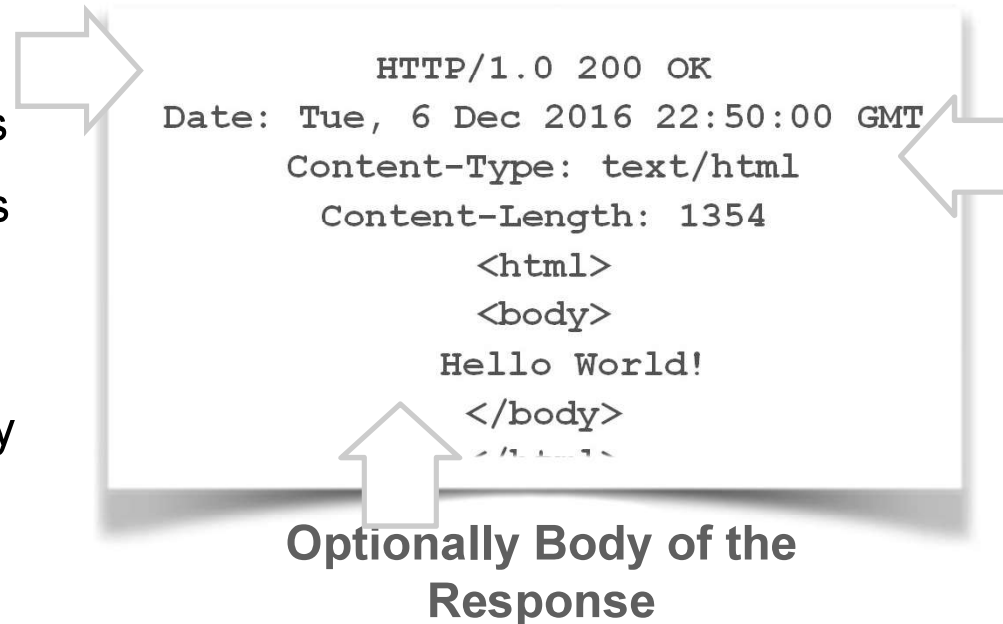 HTTP/1.0 200 OK
s
Date: Tue, 6 Dec 2016 22:50:00 GMT
Content-Type: text/html
s
Content-Length: 1354
<html>
<body>
Hello World!
</body>
y
Optionally Body of the
Response